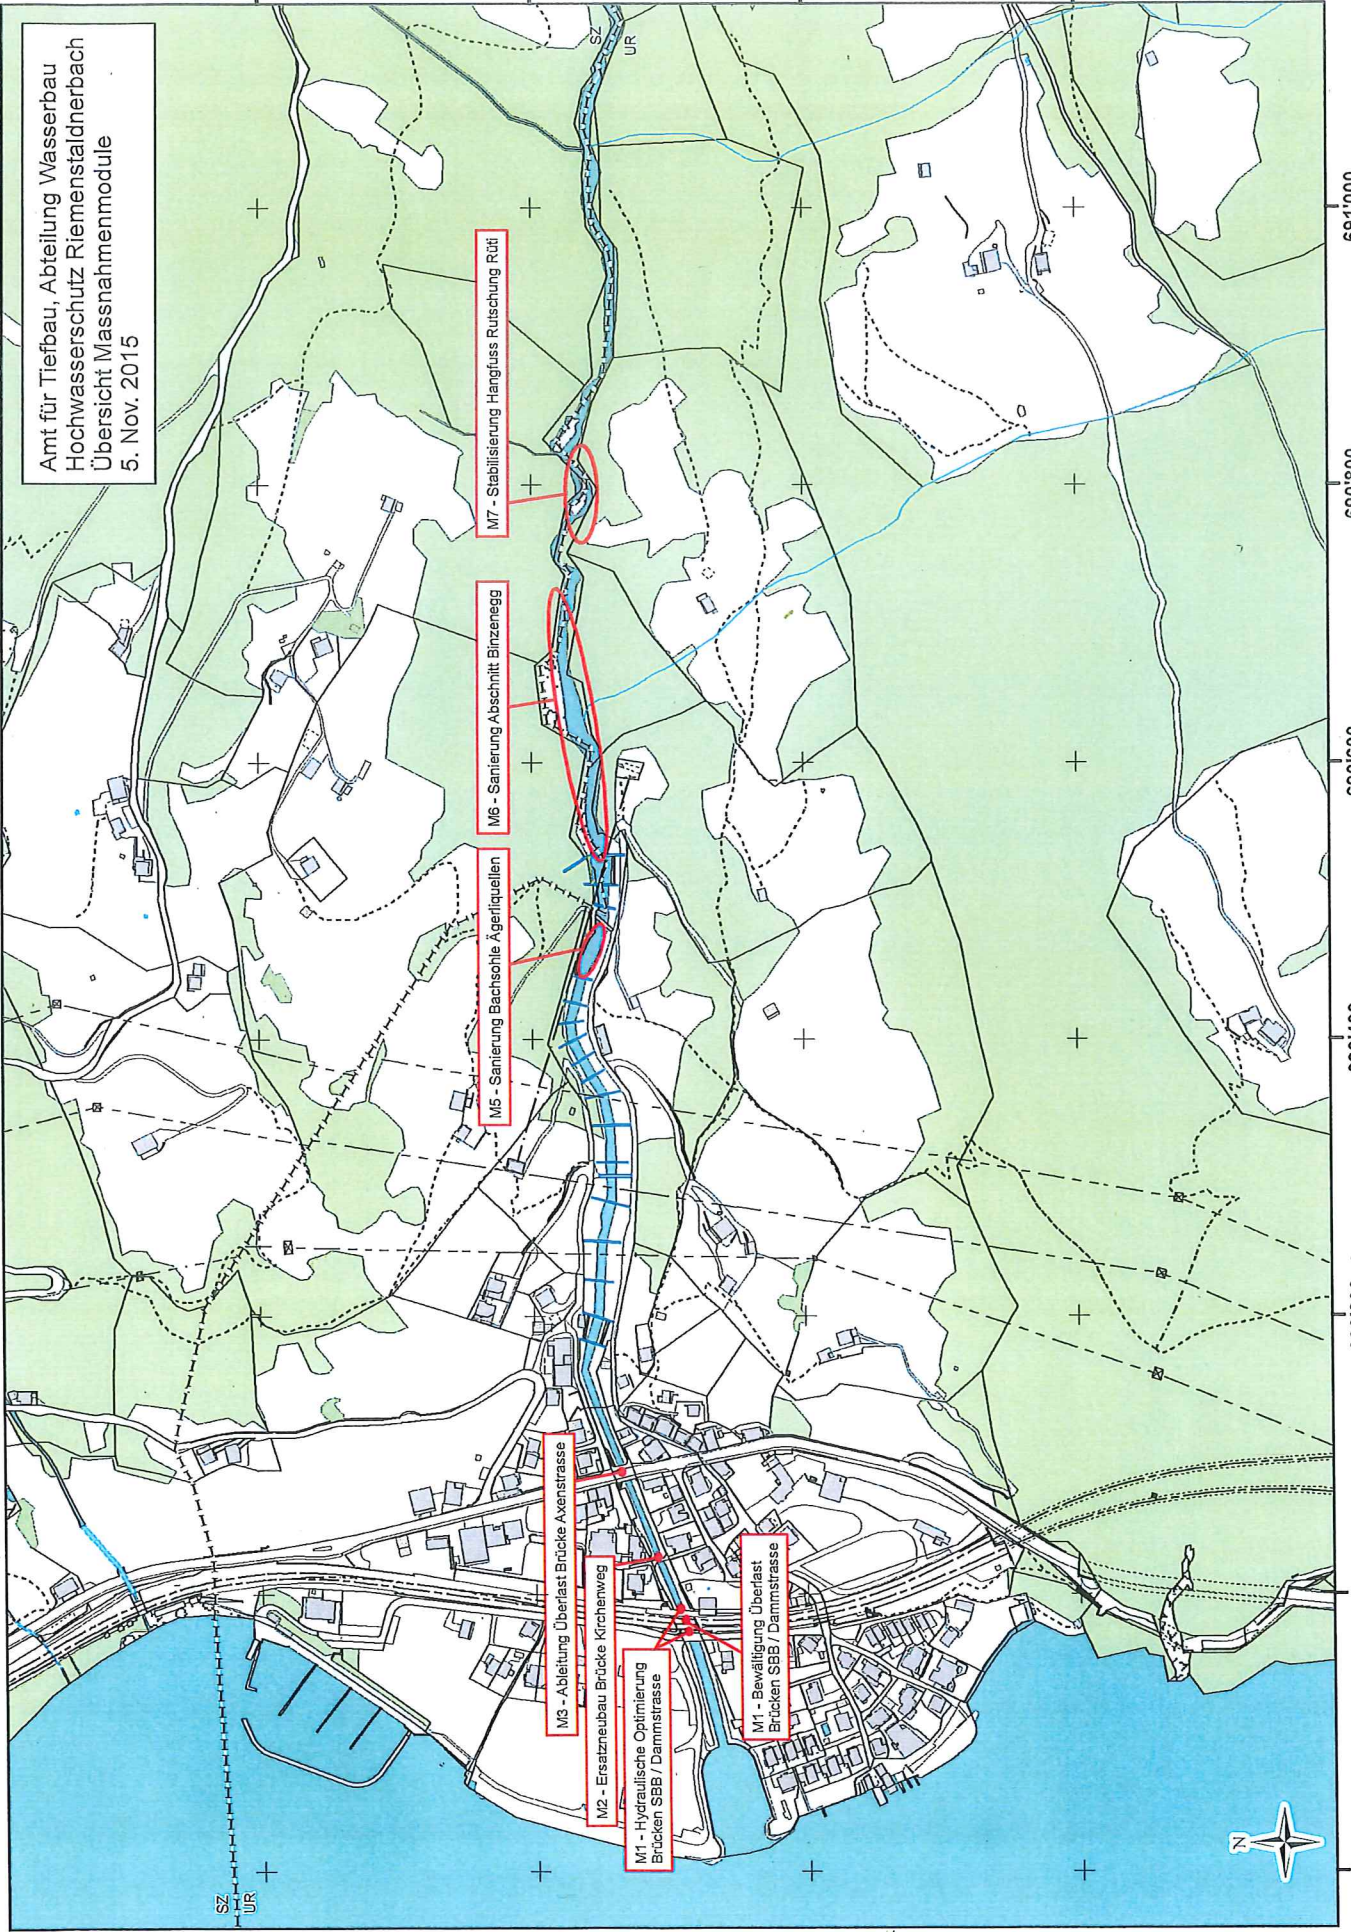 Amt für Tiefbau, Abteilung Wasserbau
Hochwasserschutz Riemenstaldnerbach
Übersicht Massnahmenmodule
5. Nov. 2015
SZ
UR
M7 - Stabilisierung Hangfuss Rutschung Rüti
M6 - Sanierung Abschnitt Binzenegg
M5 - Sanierung Bachsohle Ägerliquellen
M3 - Ableitung Überlast Brücke Axenstrasse
M2 - Ersatzneubau Brücke Kirchenweg
M1 - Hydraulische Optimierung
Brücken SBB / Dammstrasse
M1 - Bewältigung Überlast
Brücken SBB / Dammstrasse
SZ
UR
N